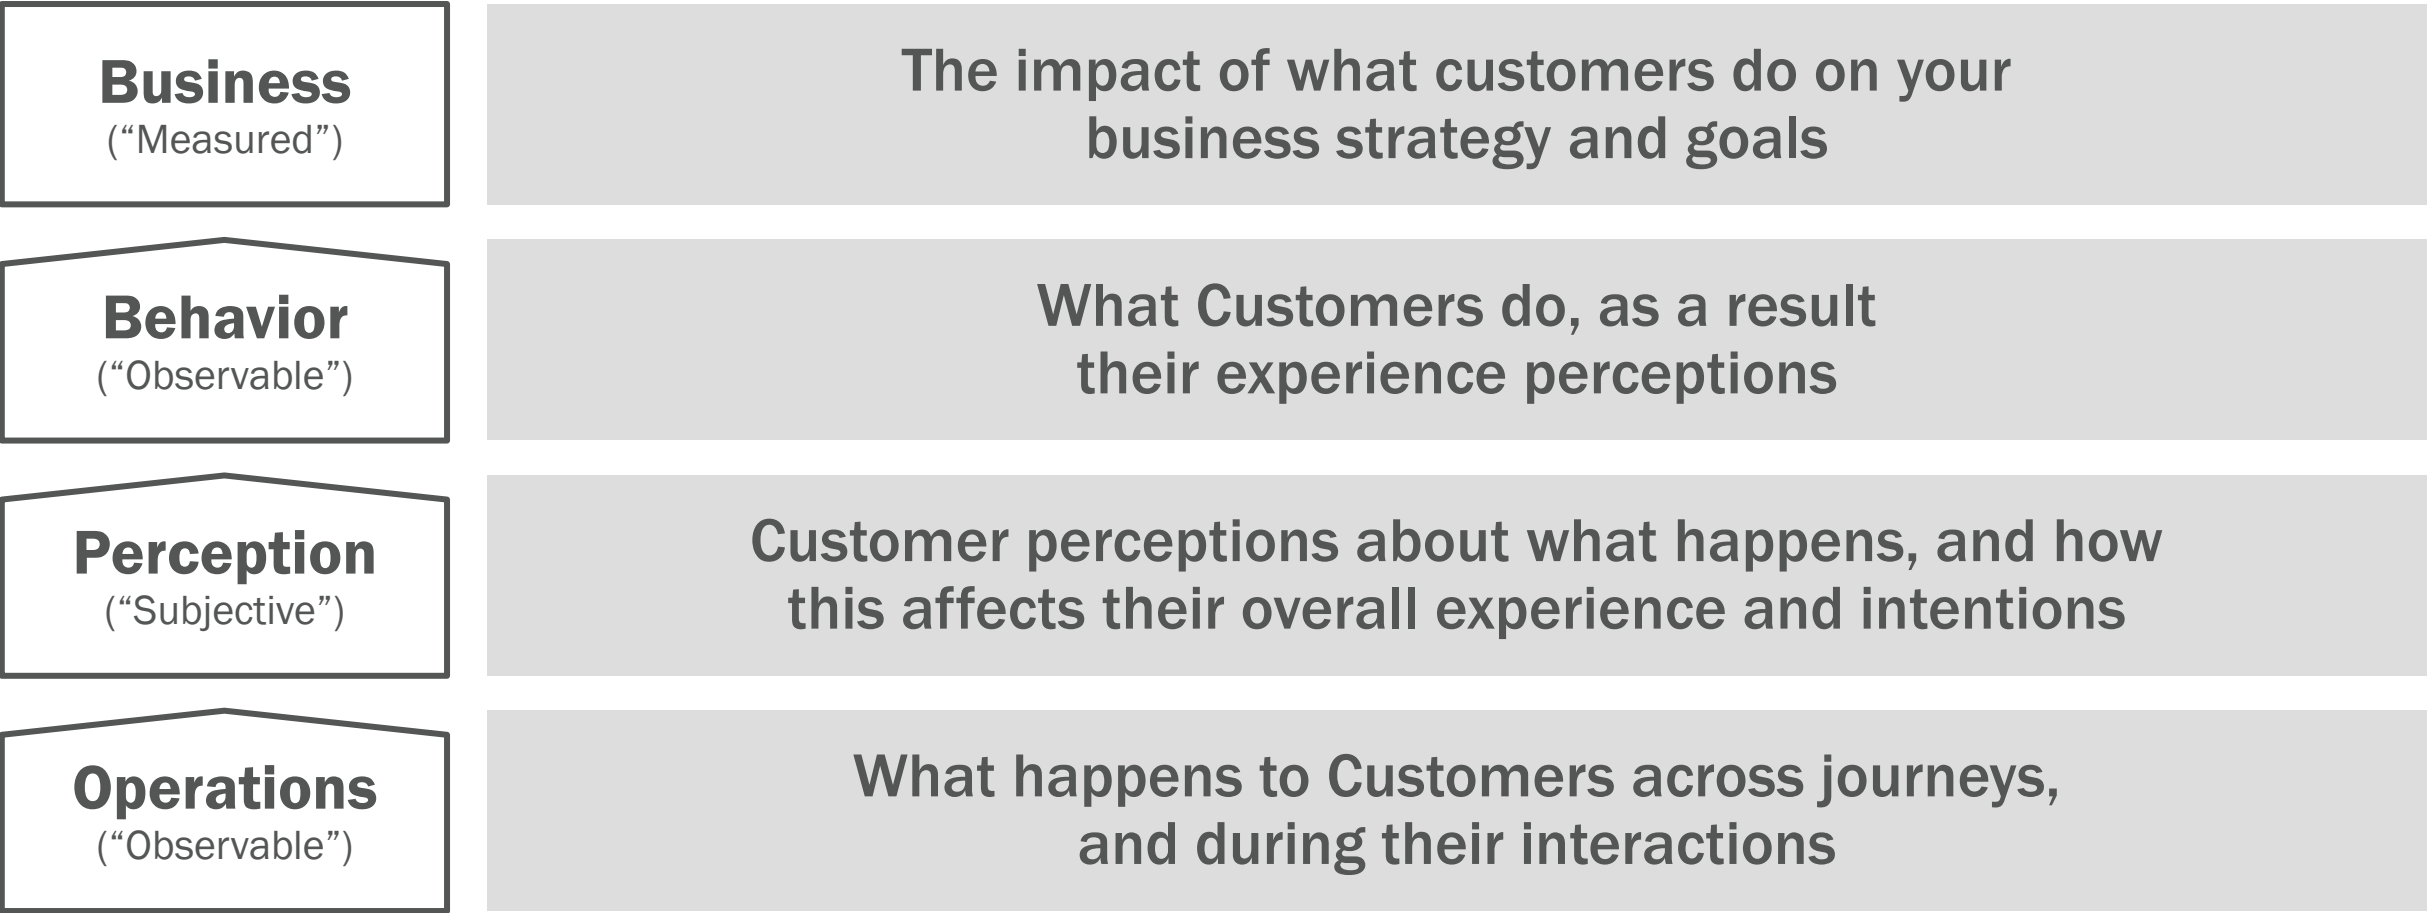 Business
(“Measured”)
The impact of what customers do on your
business strategy and goals
Behavior
(“Observable”)
What Customers do, as a result
their experience perceptions
Perception
(“Subjective”)
Customer perceptions about what happens, and how
this affects their overall experience and intentions
Operations
(“Observable”)
What happens to Customers across journeys,
and during their interactions